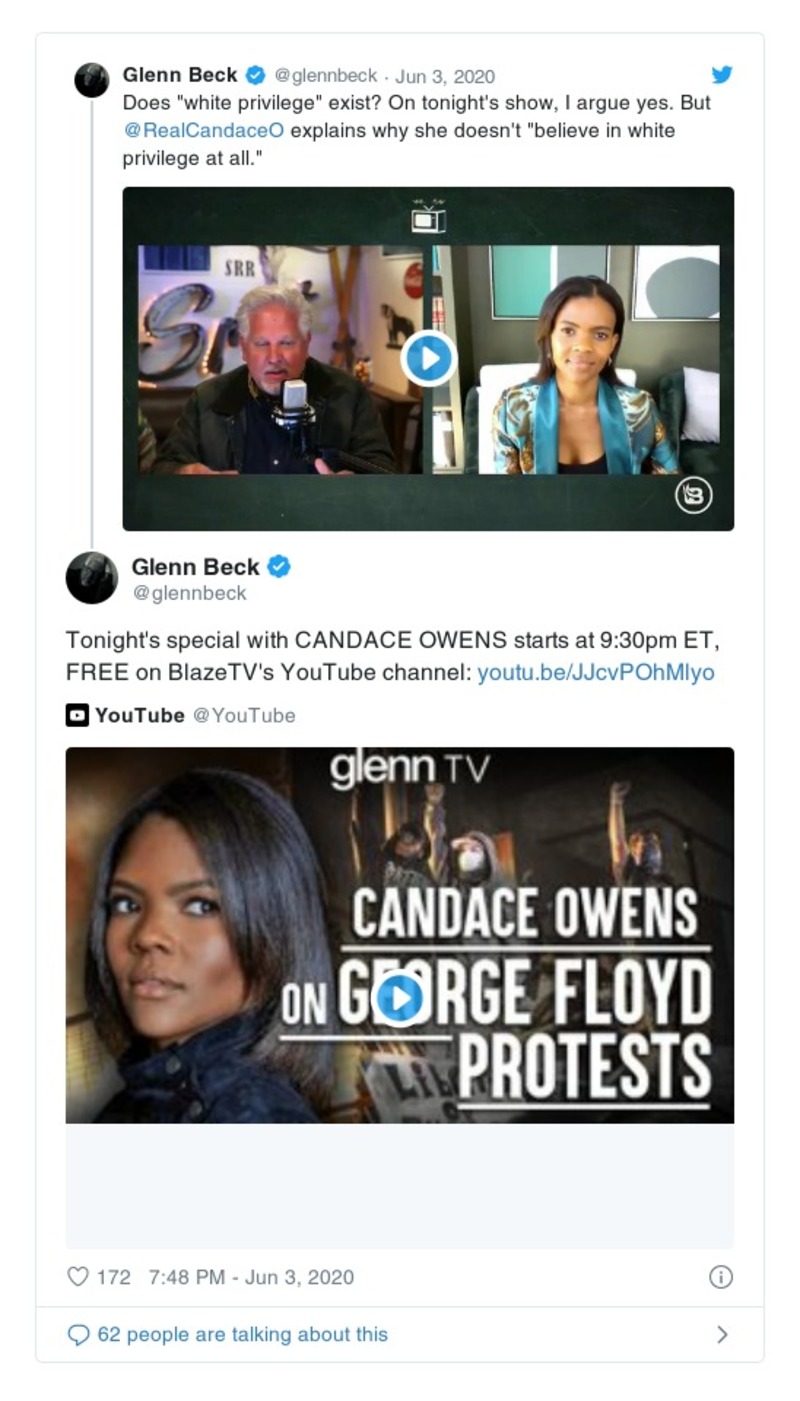 Glenn Beck @glennbeck · Jun 3, 2020
Does "white privilege" exist? On tonight's show, I argue yes. But
@RealCandaceO explains why she doesn't "believe in white
privilege at all."
SRR
Glenn Beck
@glennbeck
Tonight's special with CANDACE OWENS starts at 9:30pm ET,
FREE on BlazeTV's YouTube channel: youtu.be/JJcvPOhMlyo
YouTube @YouTube
glenn TV
CANDACE OWENS
ON GEORGE FLOYD
PROTESTS
172 7:48 PM - Jun 3, 2020
62 people are talking about this